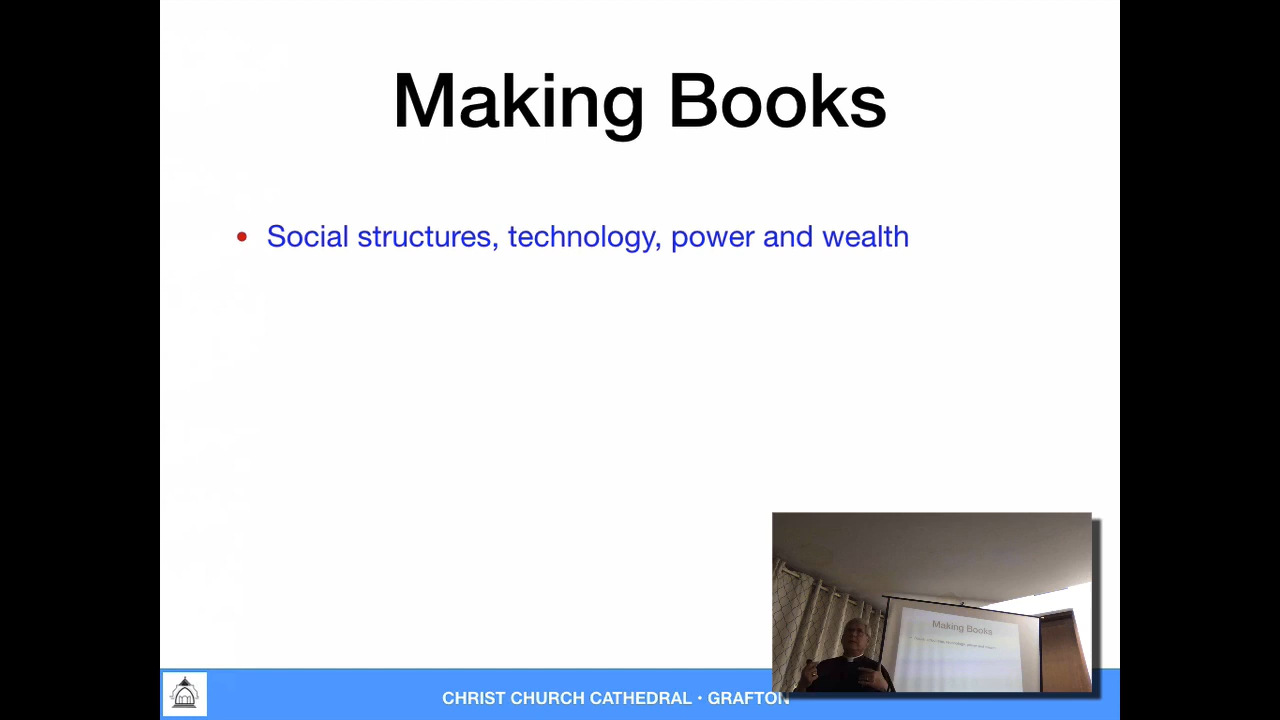 Making Books
• Social structures, technology, power and wealth
Making Books
CHRIST CHURCH CATHEDRAL • GRAFTON